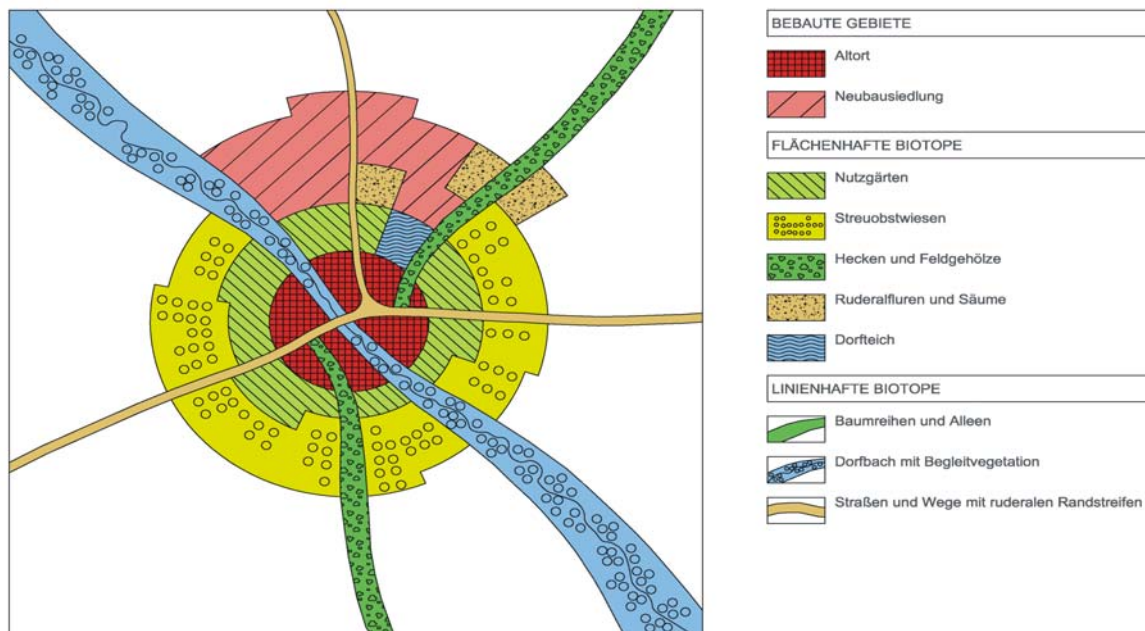 BEBAUTE GEBIETE
Altort
Neubausiedlung
FLÄCHENHAFTE BIOTOPE
Nutzgärten
Streuobstwiesen
Hecken und Feldgehölze
Ruderalfluren und Säume
Dorfteich
LINIENHAFTE BIOTOPE
Baumreihen und Alleen
Dorfbach mit Begleitvegetation
Straßen und Wege mit ruderalen Randstreifen